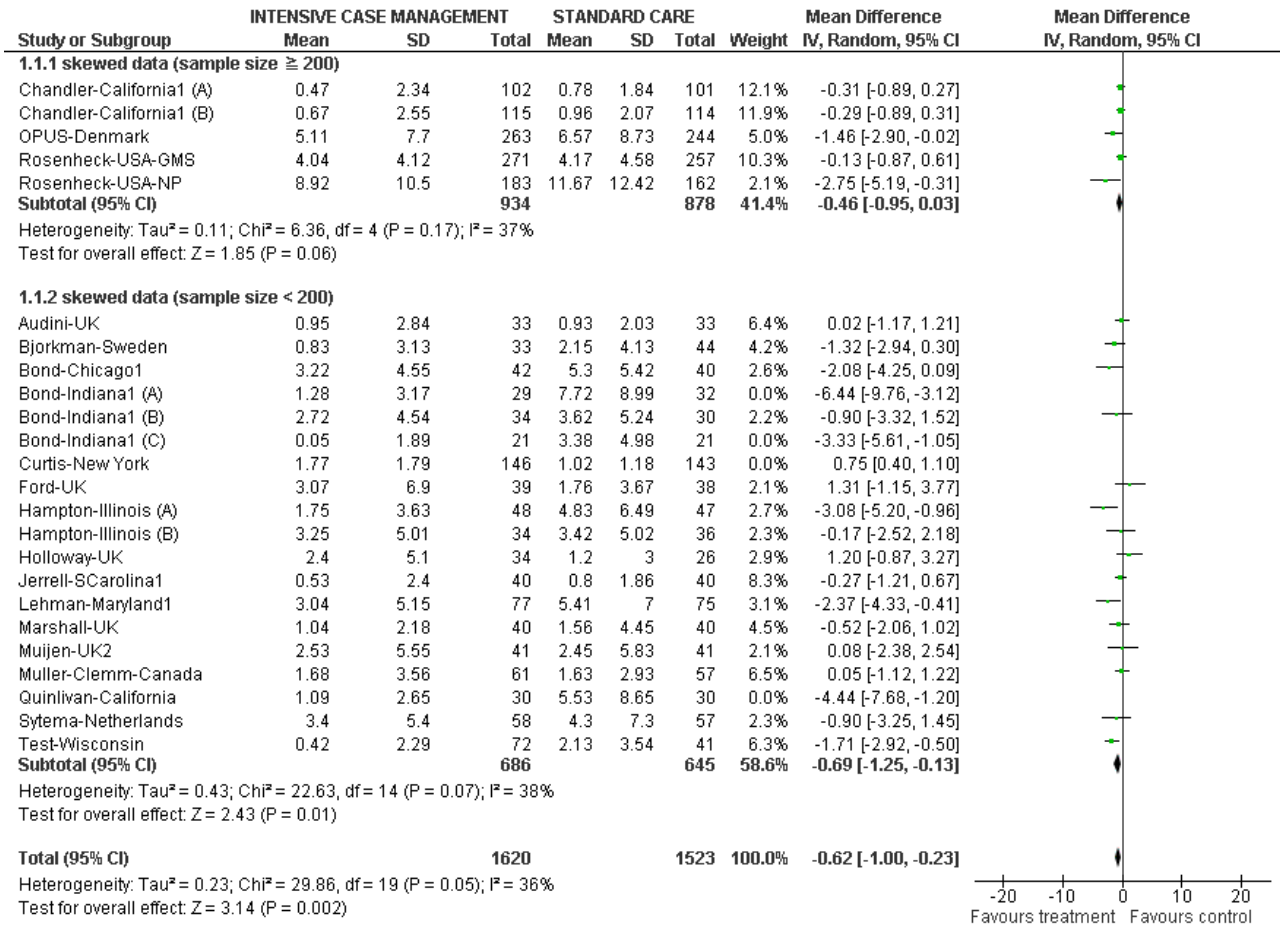 INTENSIVE CASE MANAGEMENT STANDARD CARE Mean Difference Mean Difference
Study or Subgroup Mean SD Total Mean SD Total Weight IV, Random, 95% CI IV, Random, 95% CI
1.1.1 skewed data (sample size ≧ 200)
Chandler-California1 (A) 0.47 2.34 102 0.78 1.84 101 12.1% -0.31 [-0.89, 0.27]
Chandler-California1 (B) 0.67 2.55 115 0.96 2.07 114 11.9% -0.29 [-0.89, 0.31]
OPUS-Denmark 5.11 7.7 263 6.57 8.73 244 5.0% -1.46 [-2.90, -0.02]
Rosenheck-USA-GMS 4.04 4.12 271 4.17 4.58 257 10.3% -0.13 [-0.87, 0.61]
Rosenheck-USA-NP 8.92 10.5 183 11.67 12.42 162 2.1% -2.75 [-5.19, -0.31]
Subtotal (95% CI) 934 878 41.4% -0.46 [-0.95, 0.03]
Heterogeneity: Tau² = 0.11; Chi² = 6.36, df = 4 (P = 0.17); I² = 37%
Test for overall effect: Z = 1.85 (P = 0.06)
1.1.2 skewed data (sample size < 200)
Audini-UK 0.95 2.84 33 0.93 2.03 33 6.4% 0.02 [-1.17, 1.21]
Bjorkman-Sweden 0.83 3.13 33 2.15 4.13 44 4.2% -1.32 [-2.94, 0.30]
Bond-Chicago1 3.22 4.55 42 5.3 5.42 40 2.6% -2.08 [-4.25, 0.09]
Bond-Indiana1 (A) 1.28 3.17 29 7.72 8.99 32 0.0% -6.44 [-9.76, -3.12]
Bond-Indiana1 (B) 2.72 4.54 34 3.62 5.24 30 2.2% -0.90 [-3.32, 1.52]
Bond-Indiana1 (C) 0.05 1.89 21 3.38 4.98 21 0.0% -3.33 [-5.61, -1.05]
Curtis-New York 1.77 1.79 146 1.02 1.18 143 0.0% 0.75 [0.40, 1.10]
Ford-UK 3.07 6.9 39 1.76 3.67 38 2.1% 1.31 [-1.15, 3.77]
Hampton-Illinois (A) 1.75 3.63 48 4.83 6.49 47 2.7% -3.08 [-5.20, -0.96]
Hampton-Illinois (B) 3.25 5.01 34 3.42 5.02 36 2.3% -0.17 [-2.52, 2.18]
Holloway-UK 2.4 5.1 34 1.2 3 26 2.9% 1.20 [-0.87, 3.27]
Jerrell-SCarolina1 0.53 2.4 40 0.8 1.86 40 8.3% -0.27 [-1.21, 0.67]
Lehman-Maryland1 3.04 5.15 77 5.41 7 75 3.1% -2.37 [-4.33, -0.41]
Marshall-UK 1.04 2.18 40 1.56 4.45 40 4.5% -0.52 [-2.06, 1.02]
Muijen-UK2 2.53 5.55 41 2.45 5.83 41 2.1% 0.08 [-2.38, 2.54]
Muller-Clemm-Canada 1.68 3.56 61 1.63 2.93 57 6.5% 0.05 [-1.12, 1.22]
Quinlivan-California 1.09 2.65 30 5.53 8.65 30 0.0% -4.44 [-7.68, -1.20]
Sytema-Netherlands 3.4 5.4 58 4.3 7.3 57 2.3% -0.90 [-3.25, 1.45]
Test-Wisconsin 0.42 2.29 72 2.13 3.54 41 6.3% -1.71 [-2.92, -0.50]
Subtotal (95% CI) 686 645 58.6% -0.69 [-1.25, -0.13]
Heterogeneity: Tau² = 0.43; Chi² = 22.63, df = 14 (P = 0.07); I² = 38%
Test for overall effect: Z = 2.43 (P = 0.01)
Total (95% CI) 1620 1523 100.0% -0.62 [-1.00, -0.23]
Heterogeneity: Tau² = 0.23; Chi² = 29.86, df = 19 (P = 0.05); I² = 36%
Test for overall effect: Z = 3.14 (P = 0.002)
-20 -10 0 10 20
Favours treatment Favours control